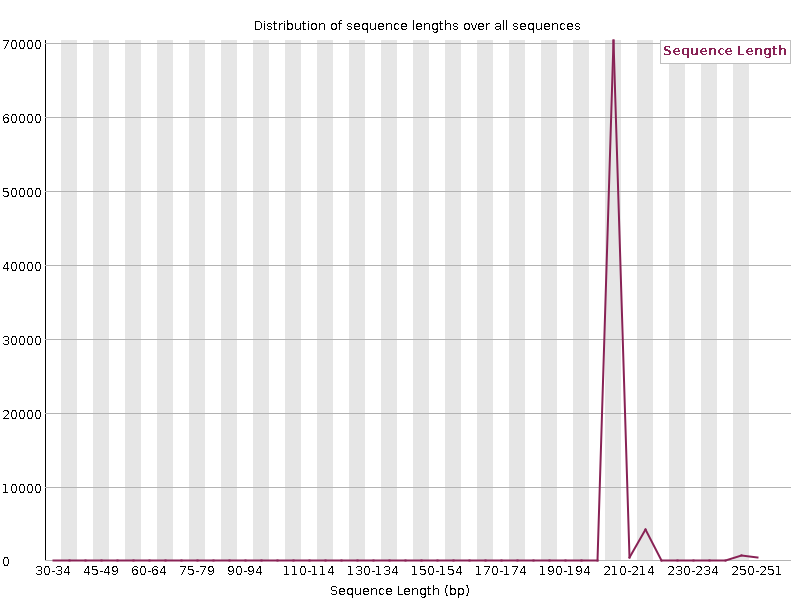 Distribution of sequence lengths over all sequences
Sequence Length
70000
60000
50000
40000
30000
20000
10000
0
30-34 45-49 60-64 75-79 90-94 110-114 130-134 150-154 170-174 190-194 210-214 230-234 250-251
Sequence Length (bp)